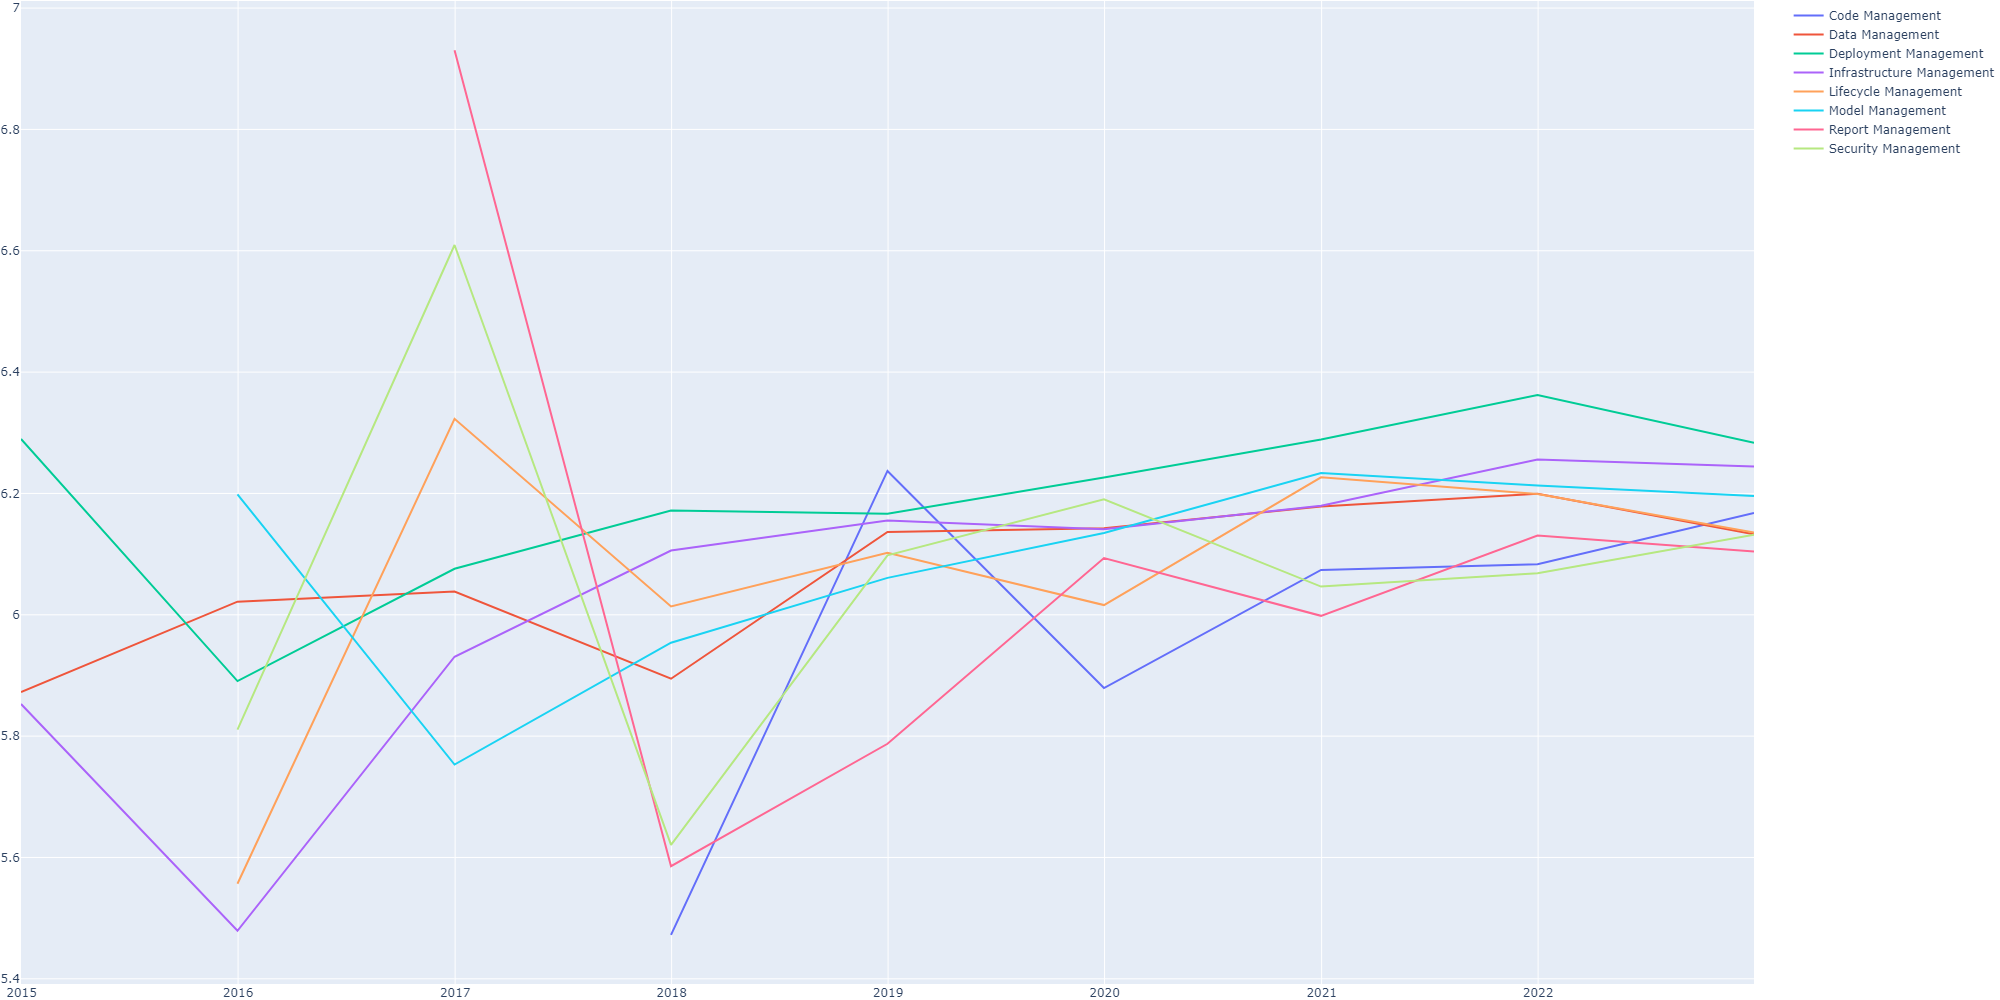 7
6.8
6.6
6.4
6.2
6
5.8
5.6
5.4
2015 2016 2017 2018 2019 2020 2021 2022
Code Management
Data Management
Deployment Management
Infrastructure Management
Lifecycle Management
Model Management
Report Management
Security Management